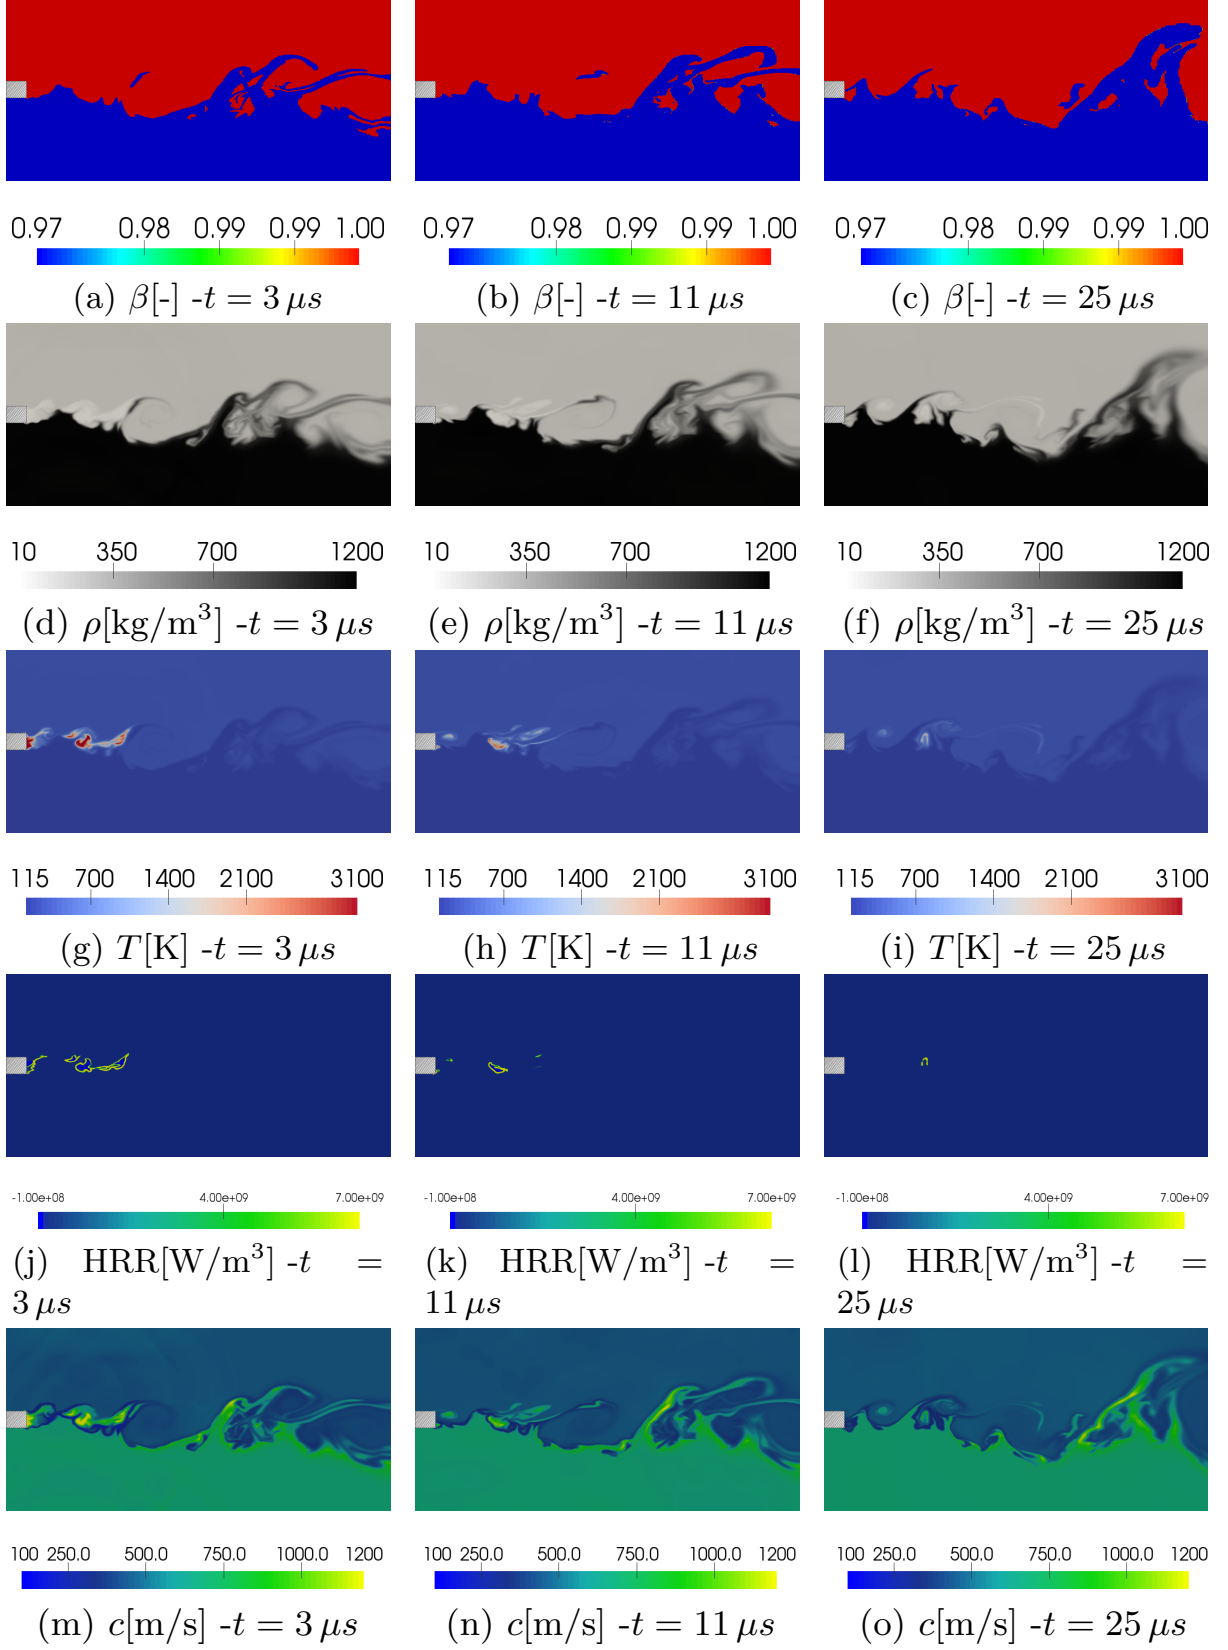 0.97 0.98 0.99 0.99 1.00 0.97 0.98 0.99 0.99 1.00 0.97 0.98 0.99 0.99 1.00
(a) β[-] -t = 3 μs (b) β[-] -t = 11 μs (c) β[-] -t = 25 μs
10 350 700 1200 10 350 700 1200 10 350 700 1200
(d) ρ[kg/m³] -t = 3 μs (e) ρ[kg/m³] -t = 11 μs (f) ρ[kg/m³] -t = 25 μs
115 700 1400 2100 3100 115 700 1400 2100 3100 115 700 1400 2100 3100
(g) T[K] -t = 3 μs (h) T[K] -t = 11 μs (i) T[K] -t = 25 μs
-1.00e+08 4.00e+09 7.00e+09 -1.00e+08 4.00e+09 7.00e+09 -1.00e+08 4.00e+09 7.00e+09
(j) HRR[W/m³] -t =
3 μs
(k) HRR[W/m³] -t =
11 μs
(l) HRR[W/m³] -t =
25 μs
100 250.0 500.0 750.0 1000.0 1200 100 250.0 500.0 750.0 1000.0 1200 100 250.0 500.0 750.0 1000.0 1200
(m) c[m/s] -t = 3 μs (n) c[m/s] -t = 11 μs (o) c[m/s] -t = 25 μs